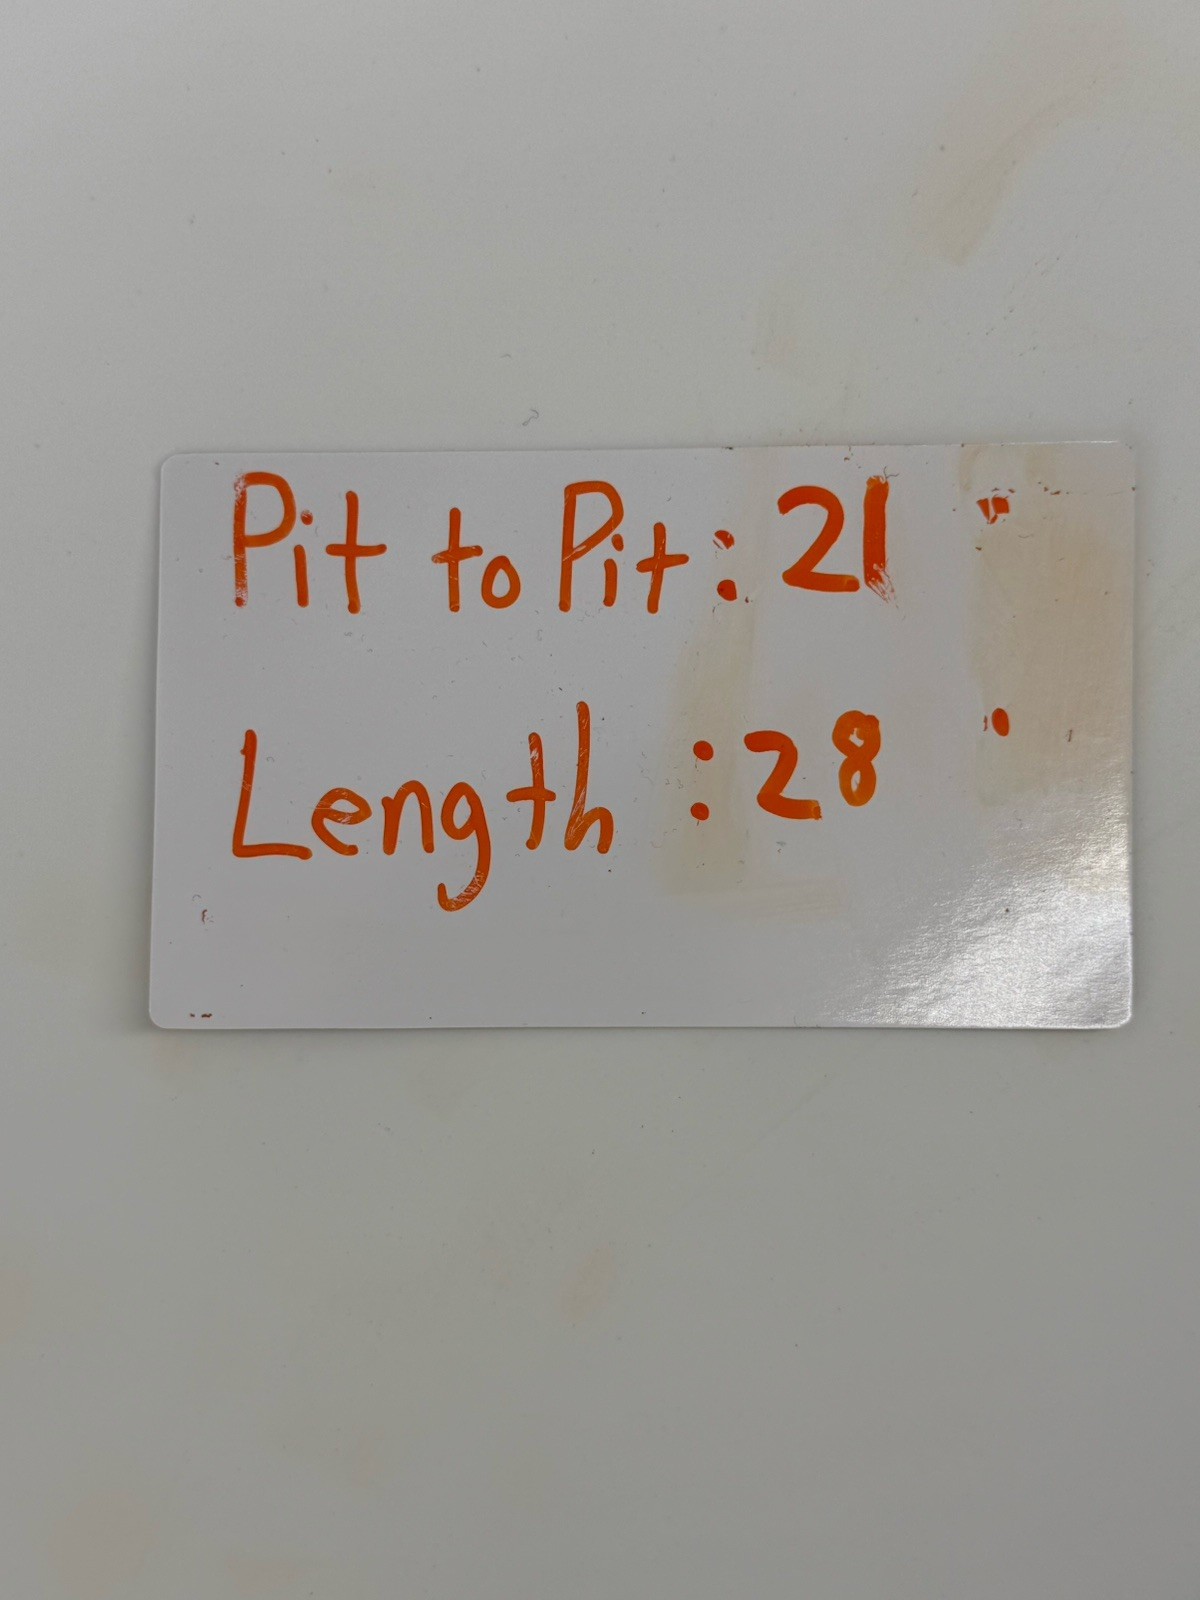 Pit to Pit: 21 "
Length : 28 "